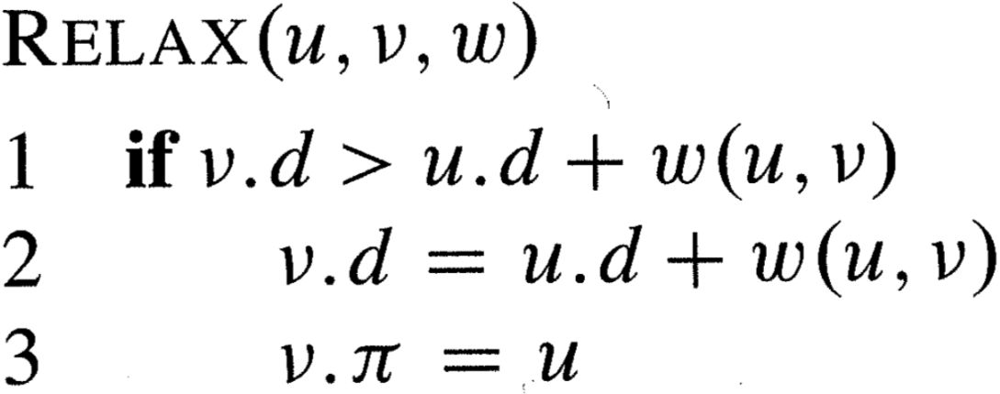 RELAX(u, v, w)
1 if v.d > u.d + w(u, v)
2 v.d = u.d + w(u, v)
3 v.π = u